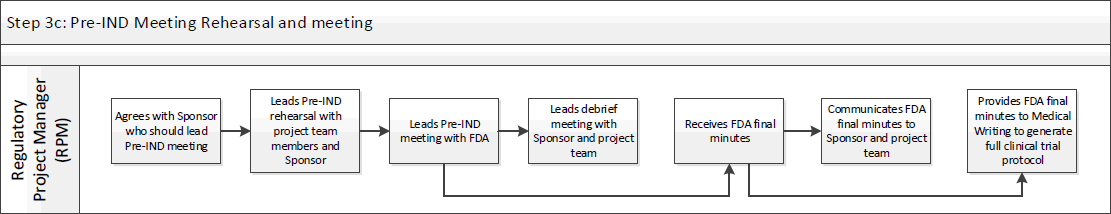 Step 3c: Pre-IND Meeting Rehearsal and meeting
Regulatory
Project Manager
(RPM)
Agrees with Sponsor
who should lead
Pre-IND meeting
Leads Pre-IND
rehearsal with
project team
members and
Sponsor
Leads Pre-IND
meeting with FDA
Leads debrief
meeting with
Sponsor and project
team
Receives FDA final
minutes
Communicates FDA
final minutes to
Sponsor and project
team
Provides FDA final
minutes to Medical
Writing to generate
full clinical trial
protocol